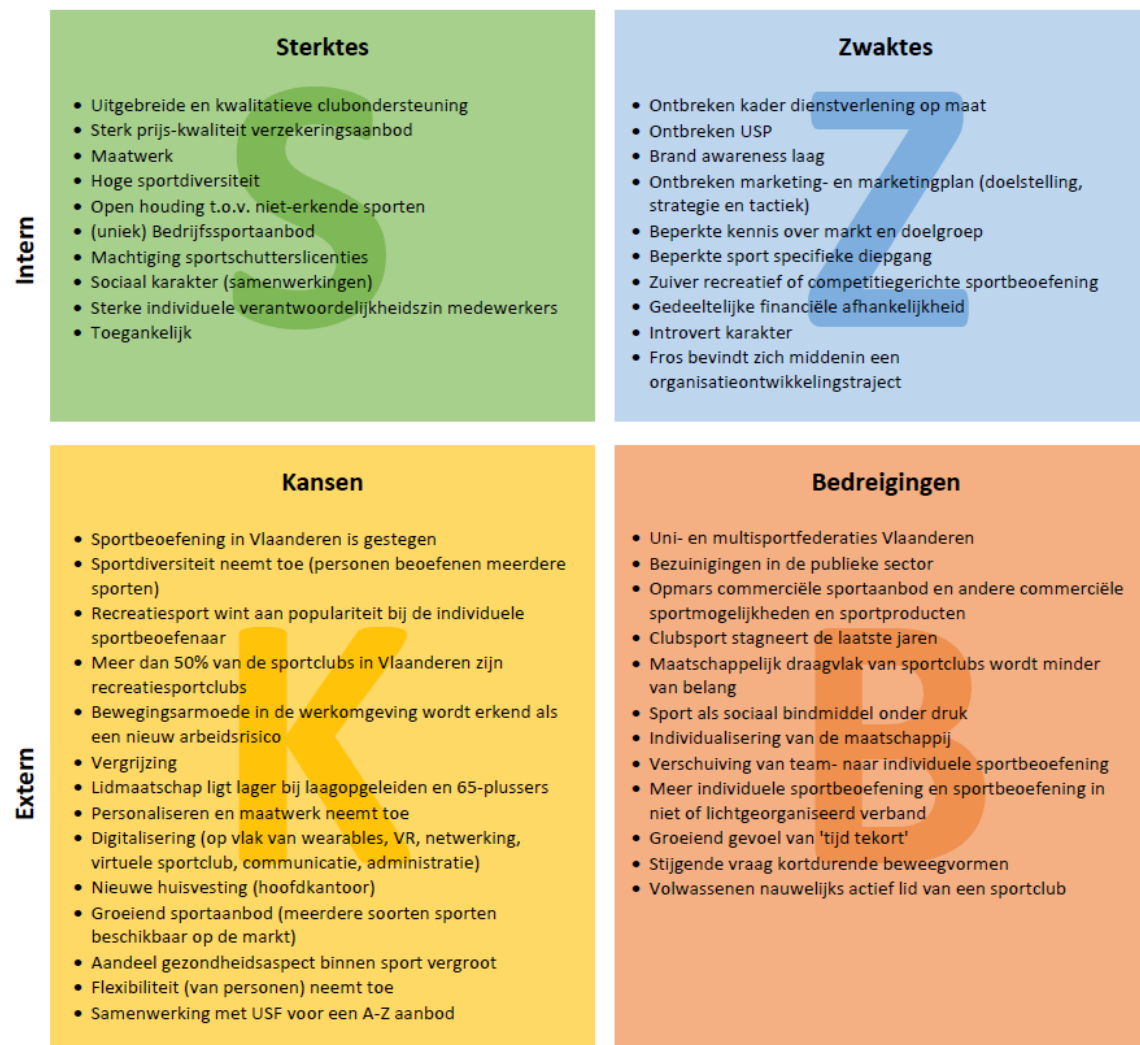 Intern
Sterktes
• Uitgebreide en kwalitatieve clubondersteuning
• Sterk prijs-kwaliteit verzekeringsaanbod
• Maatwerk
• Hoge sportdiversiteit
• Open houding t.o.v. niet-erkende sporten
• (uniek) Bedrijfssportaanbod
• Machtiging sportschutterslicenties
• Sociaal karakter (samenwerkingen)
• Sterke individuele verantwoordelijkheidszin medewerkers
• Toegankelijk
S
Zwaktes
• Ontbreken kader dienstverlening op maat
• Ontbreken USP
• Brand awareness laag
• Ontbreken marketing- en marketingplan (doelstelling,
strategie en tactiek)
• Beperkte kennis over markt en doelgroep
• Beperkte sport specifieke diepgang
• Zuiver recreatief of competitiegerichte sportbeoefening
• Gedeeltelijke financiële afhankelijkheid
• Introvert karakter
• Fros bevindt zich middenin een
organisatieontwikkelingstraject
Z
Extern
Kansen
• Sportbeoefening in Vlaanderen is gestegen
• Sportdiversiteit neemt toe (personen beoefenen meerdere
sporten)
• Recreatiesport wint aan populariteit bij de individuele
sportbeoefenaar
• Meer dan 50% van de sportclubs in Vlaanderen zijn
recreatiesportclubs
• Bewegingsarmoede in de werkomgeving wordt erkend als
een nieuw arbeidsrisico
• Vergrijzing
• Lidmaatschap ligt lager bij laagopgeleiden en 65-plussers
• Personaliseren en maatwerk neemt toe
• Digitalisering (op vlak van wearables, VR, netwerking,
virtuele sportclub, communicatie, administratie)
• Nieuwe huisvesting (hoofdkantoor)
• Groeiend sportaanbod (meerdere soorten sporten
beschikbaar op de markt)
• Aandeel gezondheidsaspect binnen sport vergroot
• Flexibiliteit (van personen) neemt toe
• Samenwerking met USF voor een A-Z aanbod
K
Bedreigingen
• Uni- en multisportfederaties Vlaanderen
• Bezuinigingen in de publieke sector
• Opmars commerciële sportaanbod en andere commerciële
sportmogelijkheden en sportproducten
• Clubsport stagneert de laatste jaren
• Maatschappelijk draagvlak van sportclubs wordt minder
van belang
• Sport als sociaal bindmiddel onder druk
• Individualisering van de maatschappij
• Verschuiving van team- naar individuele sportbeoefening
• Meer individuele sportbeoefening en sportbeoefening in
niet of lichtgeorganiseerd verband
• Groeiend gevoel van 'tijd tekort'
• Stijgende vraag kortdurende beweegvormen
• Volwassenen nauwelijks actief lid van een sportclub
B